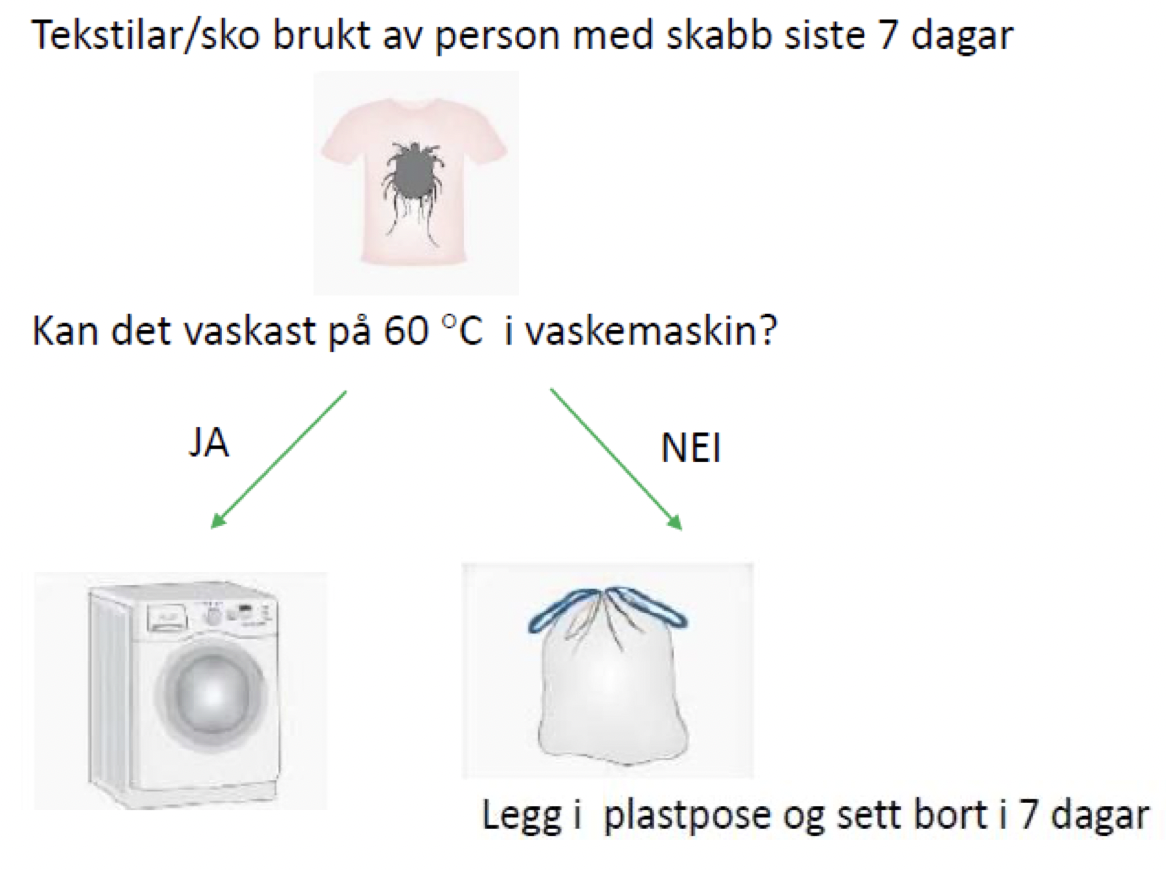 Tekstilar/sko brukt av person med skabb siste 7 dagar
Kan det vaskast på 60 °C i vaskemaskin?
JA
NEI
Legg i plastpose og sett bort i 7 dagar